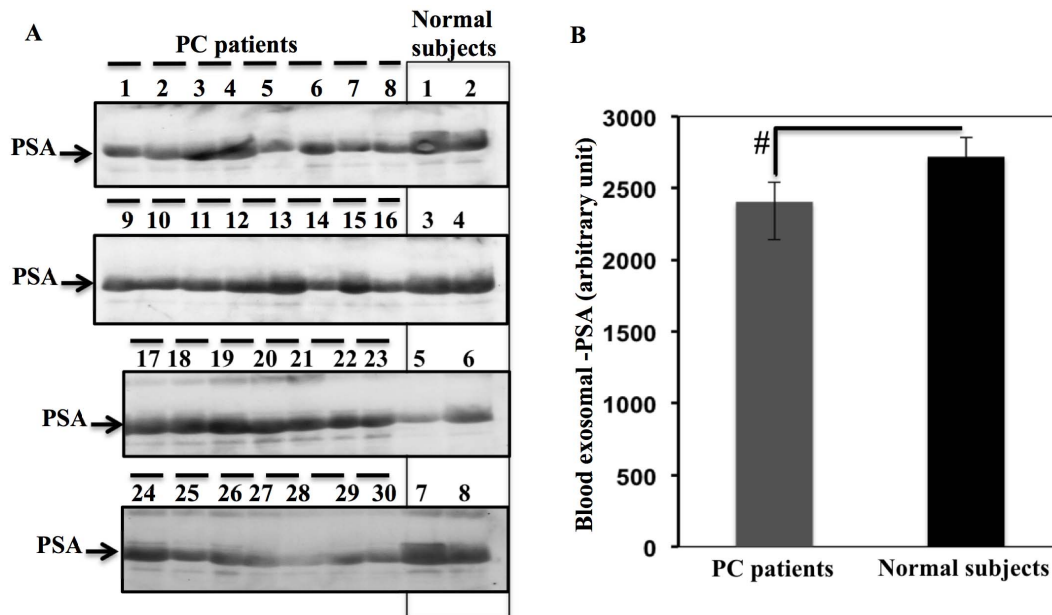 A
PC patients
Normal
subjects
1 2 3 4 5 6 7 8 1 2
PSA
9 10 11 12 13 14 15 16 3 4
PSA
17 18 19 20 21 22 23 5 6
PSA
24 25 26 27 28 29 30 7 8
PSA
B
Blood exosomal -PSA (arbitrary unit)
3000
2500
2000
1500
1000
500
0
#
PC patients Normal subjects